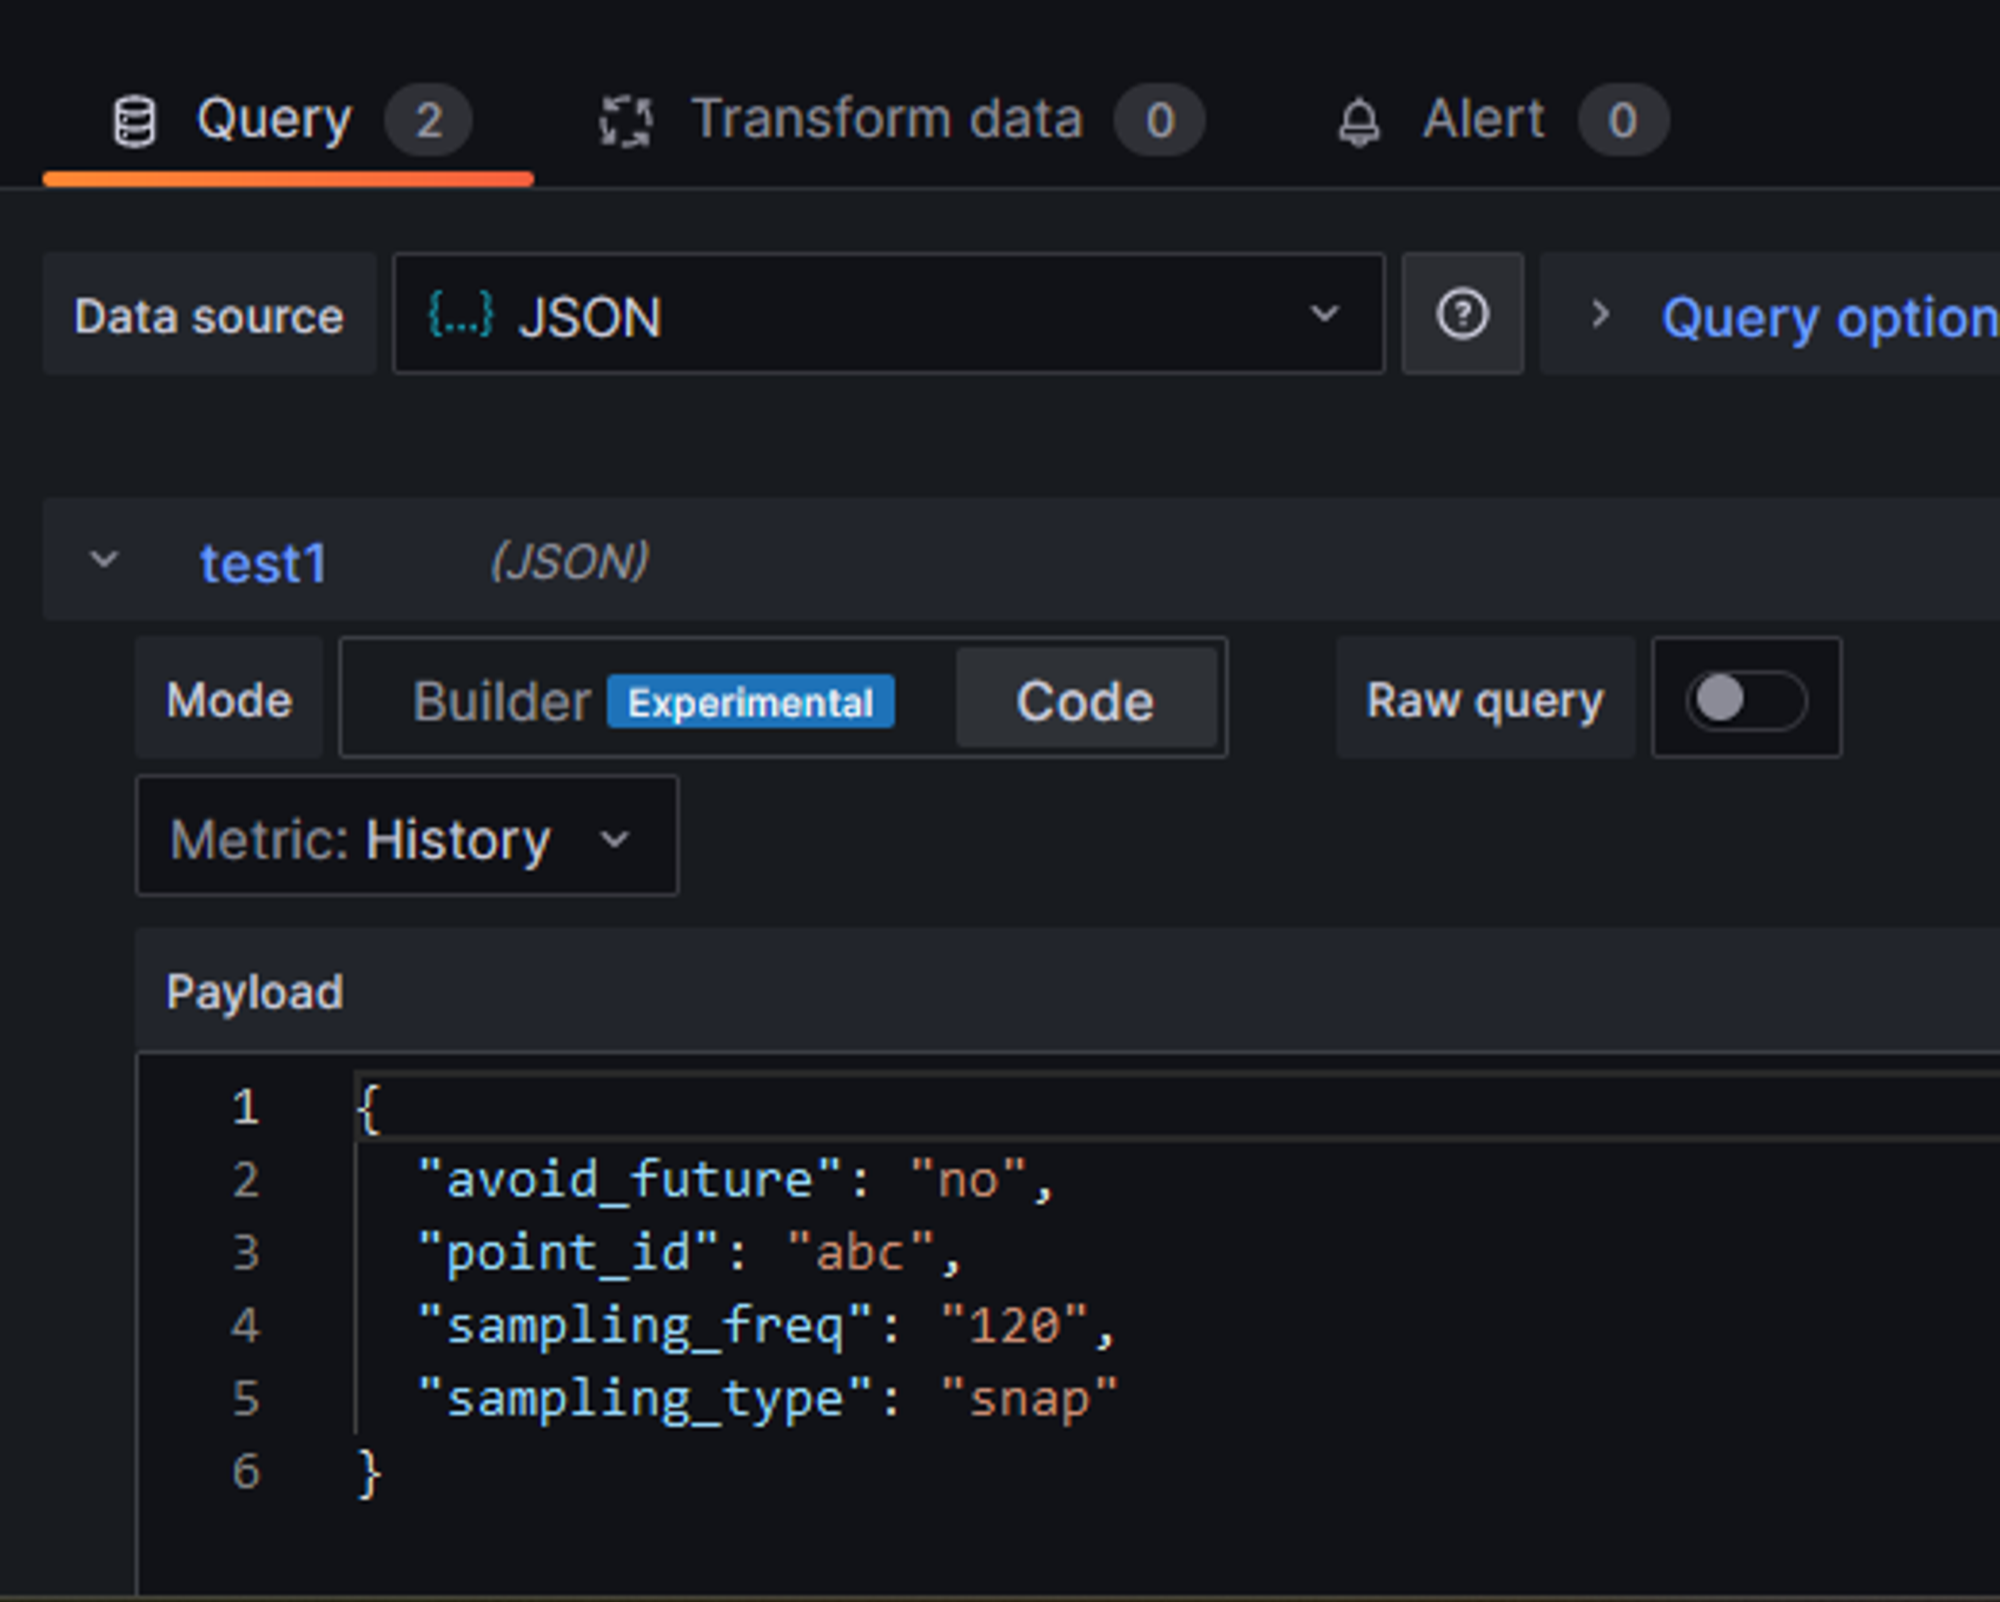 Query 2 Transform data 0 Alert 0
Data source {...} JSON Query option
test1 (JSON)
Mode Builder Experimental Code Raw query
Metric: History
Payload
1 {
2 "avoid_future": "no",
3 "point_id": "abc",
4 "sampling_freq": "120",
5 "sampling_type": "snap"
6 }